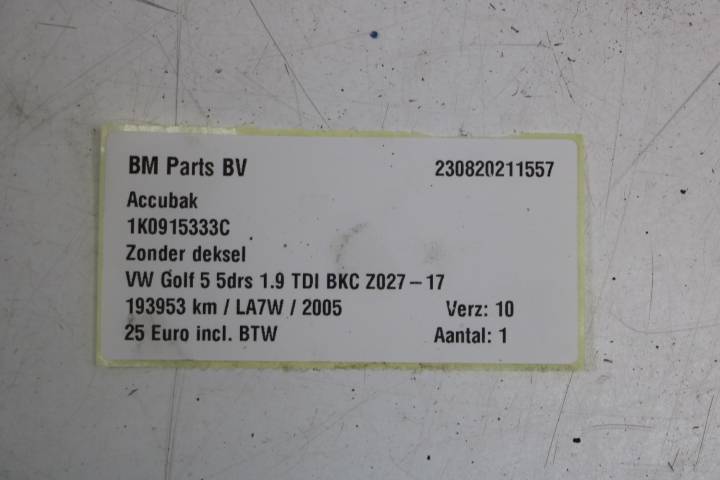 BM Parts BV 230820211557
Accubak
1K0915333C
Zonder deksel
VW Golf 5 5drs 1.9 TDI BKC Z027-17
193953 km / LA7W / 2005 Verz: 10
25 Euro incl. BTW Aantal: 1